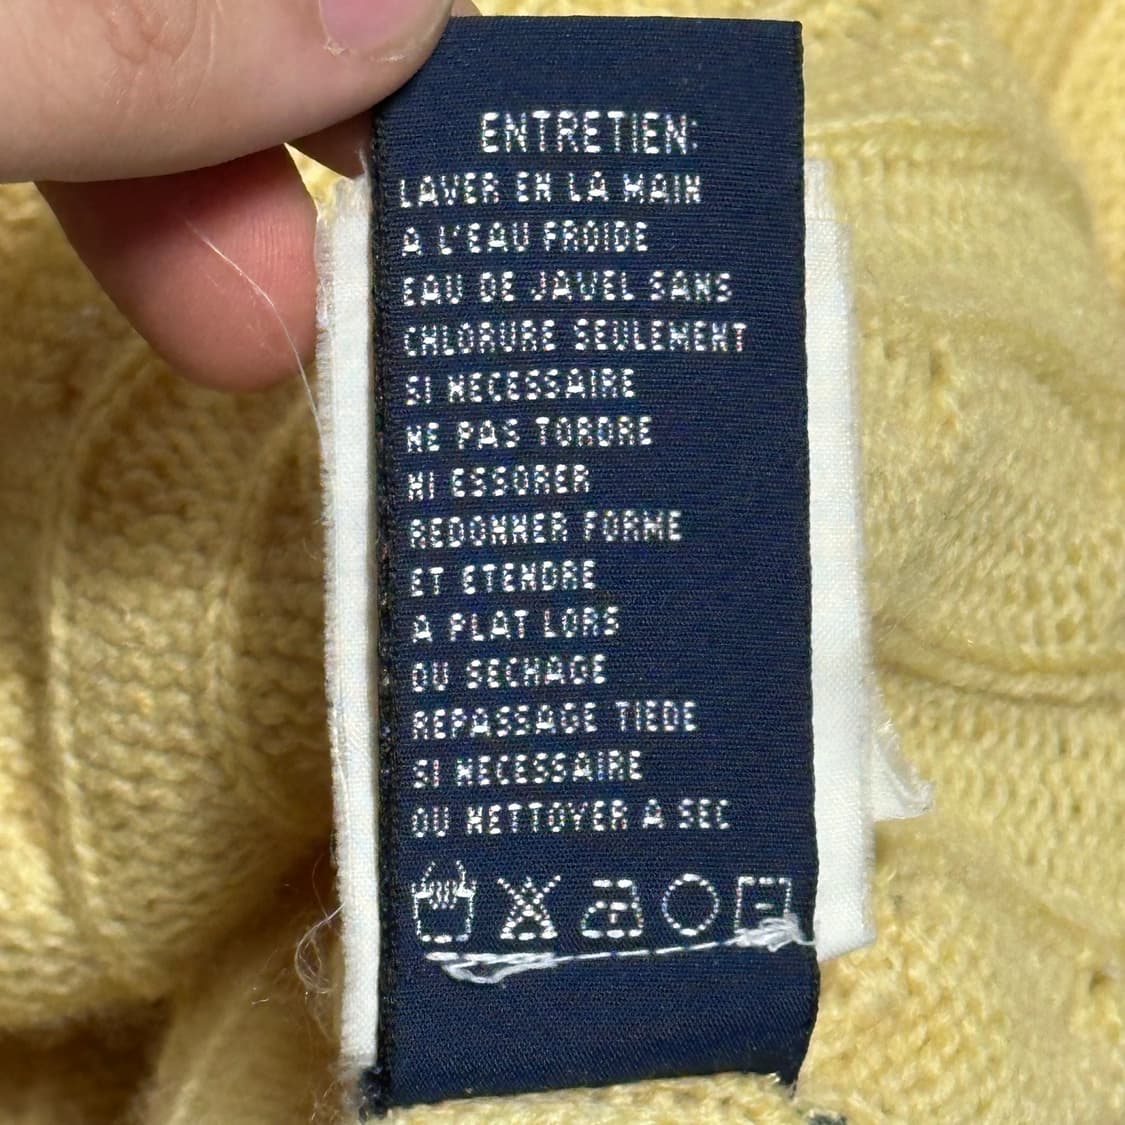 ENTRETIEN:
LAVER EN LA MAIN
A L'EAU FROIDE
EAU DE JAVEL SANS
CHLORURE SEULEMENT
SI NECESSAIRE
NE PAS TORDRE
NI ESSORER
REDONNER FORME
ET ETENDRE
A PLAT LORS
DU SECHAGE
REPASSAGE TIEDE
SI NECESSAIRE
OU NETTOYER A SEC